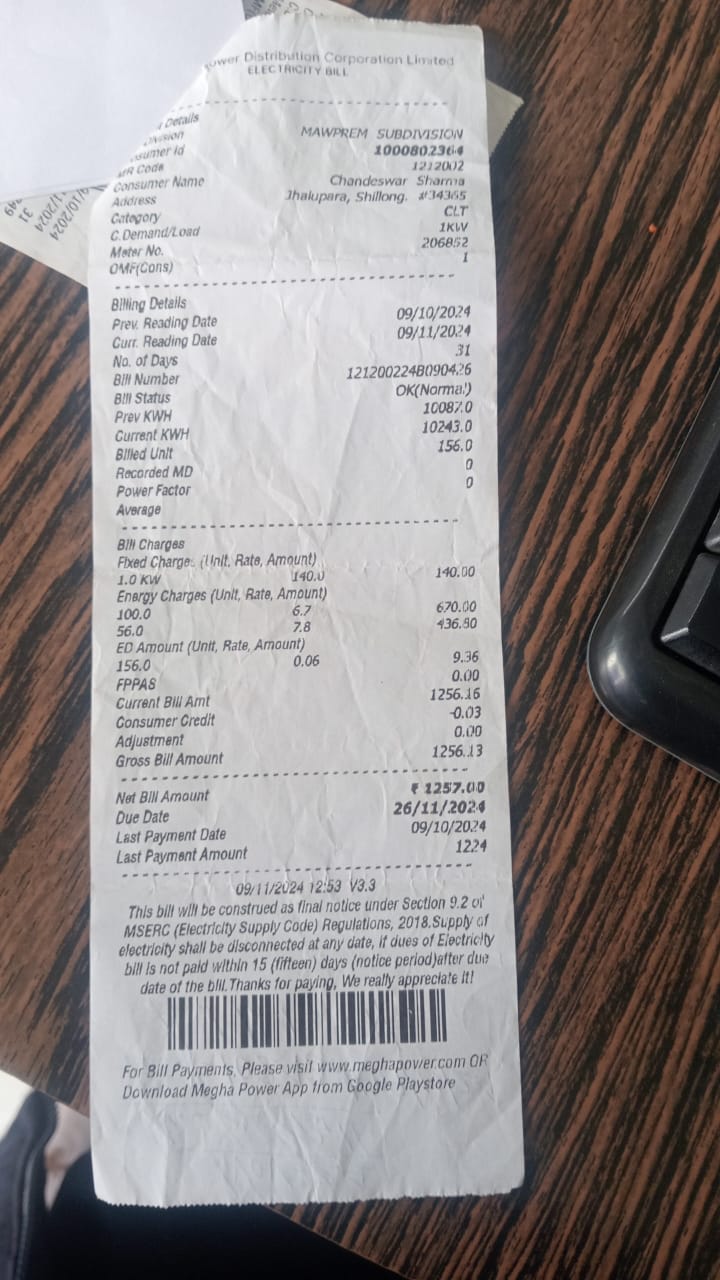 ower Distribution Corporation Limited
ELECTRICITY BILL
Details
MAWPREM SUBDIVISION
sumer Id 1000802364
MR Code 1212002
Consumer Name Chandeswar Sharma
Address Jhalupara, Shillong. #34365
Category CLT
C.Demand/Load 1KW
Meter No. 206852
OMF(Cons) 1
Billing Details
Prev. Reading Date 09/10/2024
Curr. Reading Date 09/11/2024
No. of Days 31
Bill Number 121200224B090426
Bill Status OK(Normal)
Prev KWH 10087.0
Current KWH 10243.0
Billed Unit 156.0
Recorded MD 0
Power Factor 0
Average
Bill Charges
Fixed Charges (Unit, Rate, Amount)
1.0 KW 140.0 140.00
Energy Charges (Unit, Rate, Amount)
100.0 6.7 670.00
56.0 7.8 436.80
ED Amount (Unit, Rate, Amount)
156.0 0.06 9.36
FPPAS 0.00
Current Bill Amt 1256.16
Consumer Credit -0.03
Adjustment 0.00
Gross Bill Amount 1256.13
Net Bill Amount ₹ 1257.00
Due Date 26/11/2024
Last Payment Date 09/10/2024
Last Payment Amount 1224
09/11/2024 12:53 V3.3
This bill will be construed as final notice under Section 9.2 of
MSERC (Electricity Supply Code) Regulations, 2018.Supply of
electricity shall be disconnected at any date, if dues of Electricity
bill is not paid within 15 (fifteen) days (notice period)after due
date of the bill.Thanks for paying, We really appreciate it!
For Bill Payments, Please visit www.meghapower.com OR
Download Megha Power App from Google Playstore